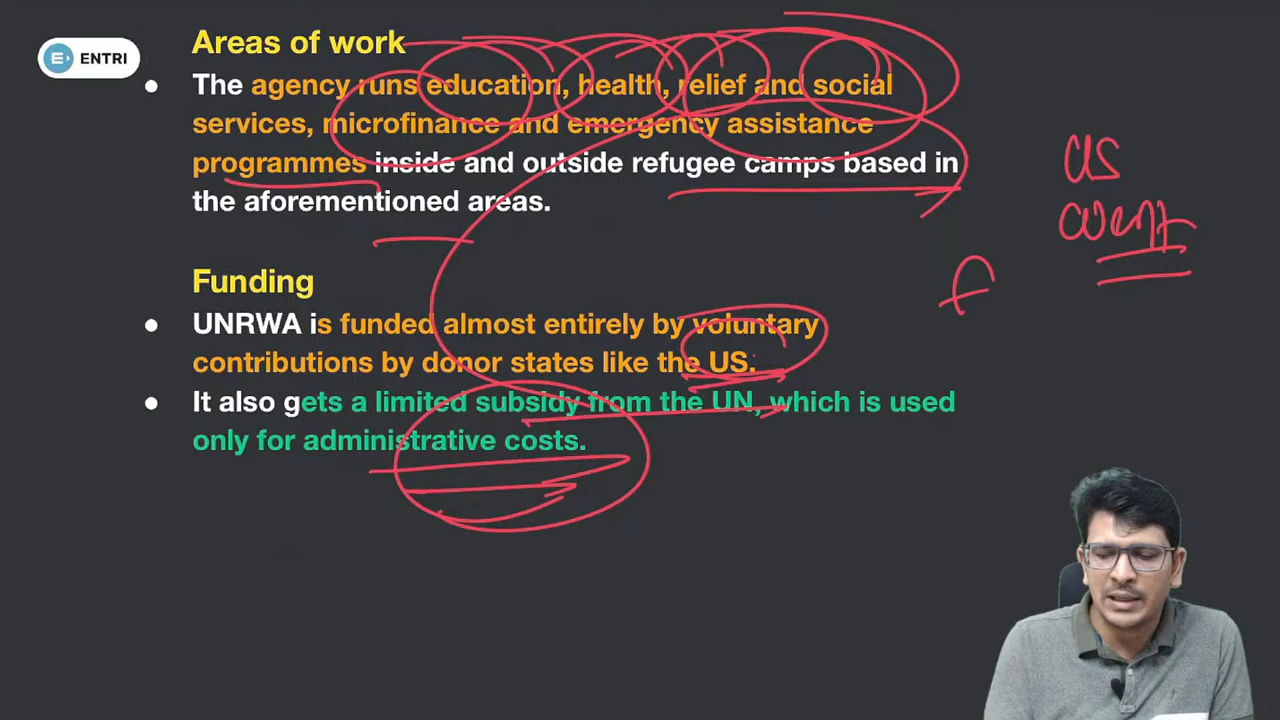 Areas of work
ENTRI
The agency runs education, health, relief and social
services, microfinance and emergency assistance
programmes inside and outside refugee camps based in
the aforementioned areas.
US
Funding
UNRWA is funded almost entirely by voluntary
contributions by donor states like the US.
It also gets a limited subsidy from the UN, which is used
only for administrative costs.